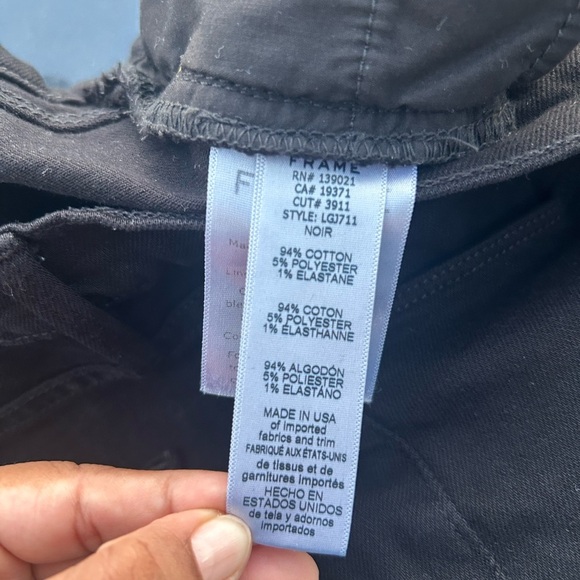 FRAME
RN# 139021
CA# 19371
CUT# 3911
STYLE: LGJ711
NOIR
94% COTTON
5% POLYESTER
1% ELASTANE
94% COTON
5% POLYESTER
1% ÉLASTHANNE
94% ALGODÓN
5% POLIESTER
1% ELASTANO
MADE IN USA
of imported
fabrics and trim
FABRIQUÉ AUX ÉTATS-UNIS
de tissus et de
garnitures importés
HECHO EN
ESTADOS UNIDOS
de tela y adornos
importados